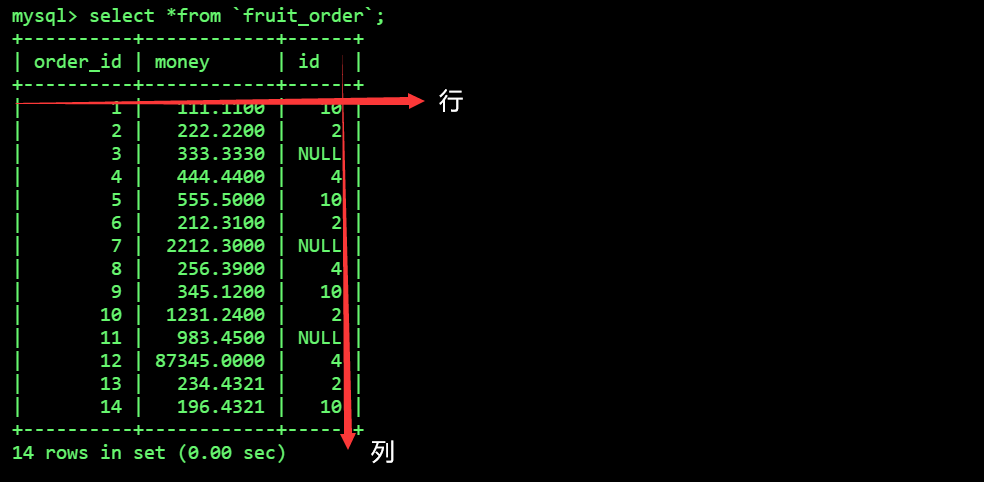 mysql> select *from `fruit_order`;
+----------+------------+------+
| order_id | money      | id   |
+----------+------------+------+
|        1 |   111.1100 |   10 | 行
|        2 |   222.2200 |    2 |
|        3 |   333.3330 | NULL |
|        4 |   444.4400 |    4 |
|        5 |   555.5000 |   10 |
|        6 |   212.3100 |    2 |
|        7 |  2212.3000 | NULL |
|        8 |   256.3900 |    4 |
|        9 |   345.1200 |   10 |
|       10 |  1231.2400 |    2 |
|       11 |   983.4500 | NULL |
|       12 | 87345.0000 |    4 |
|       13 |   234.4321 |    2 |
|       14 |   196.4321 |   10 |
+----------+------------+------+
14 rows in set (0.00 sec) 列